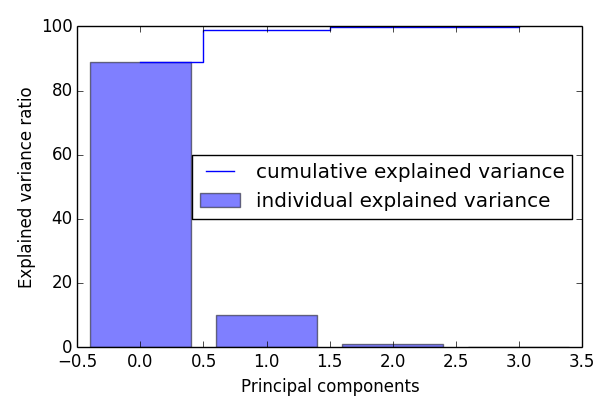 100
80
60
40
20
0
Explained variance ratio
cumulative explained variance
individual explained variance
−0.5 0.0 0.5 1.0 1.5 2.0 2.5 3.0 3.5
Principal components